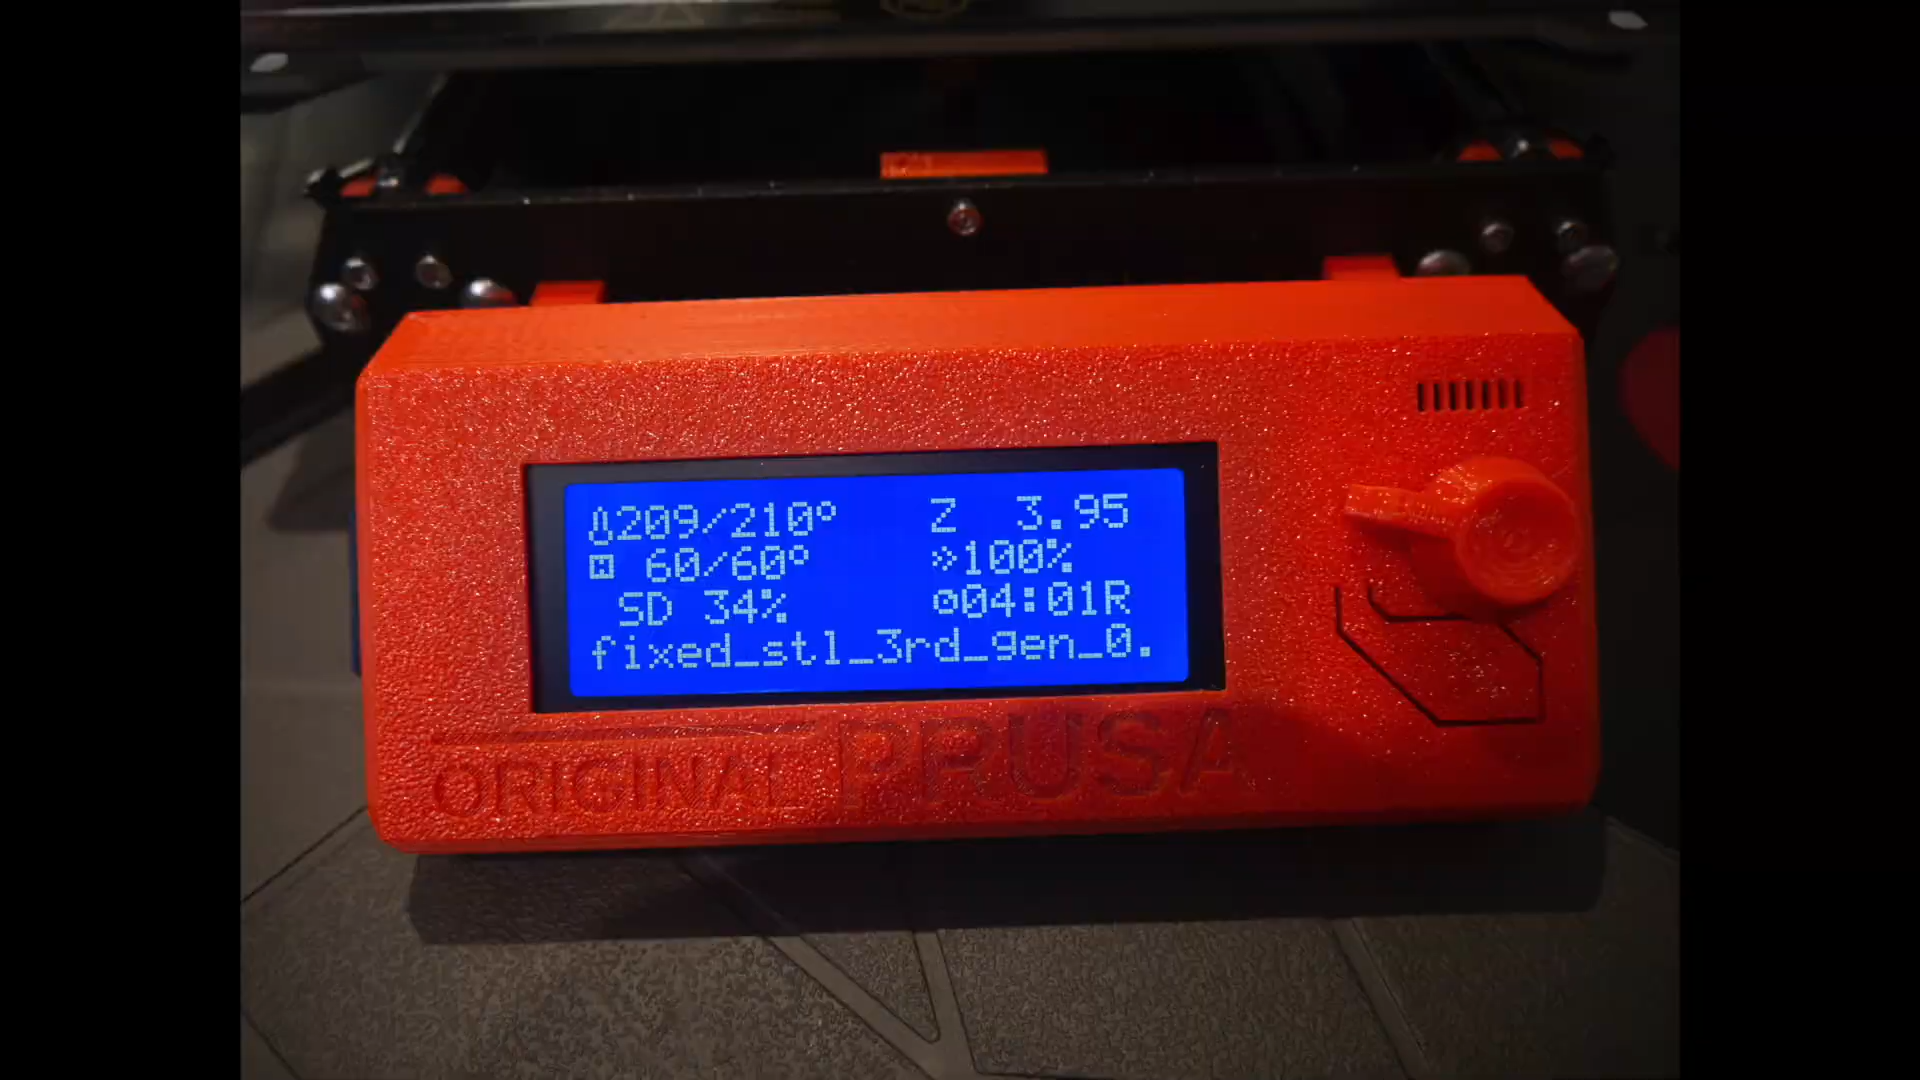 209/210° Z 3.95
60/60° 100%
SD 34% 04:01R
fixed_stl_3rd_gen_0.
ORIGINAL PRUSA